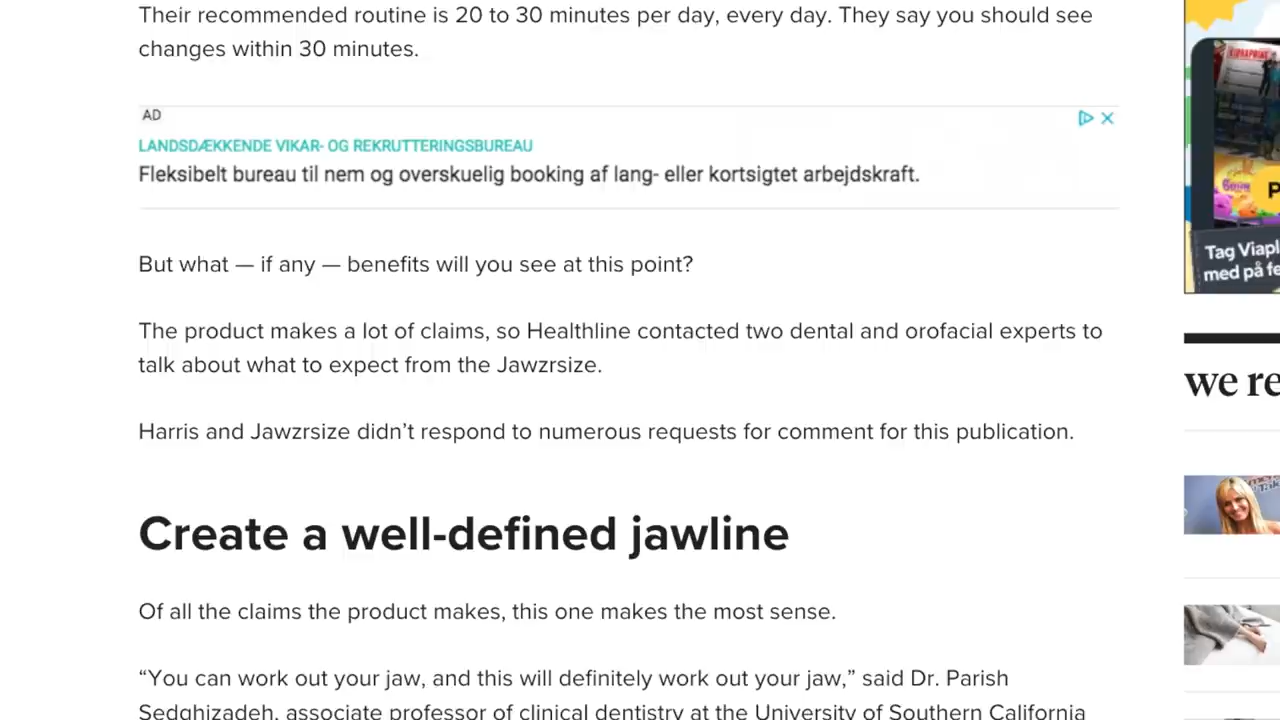 Their recommended routine is 20 to 30 minutes per day, every day. They say you should see
changes within 30 minutes.
AD
LANDSDÆKKENDE VIKAR- OG REKRUTTERINGSBUREAU
Fleksibelt bureau til nem og overskuelig booking af lang- eller kortsigtet arbejdskraft.
But what — if any — benefits will you see at this point?
The product makes a lot of claims, so Healthline contacted two dental and orofacial experts to
talk about what to expect from the Jawzrsize.
Harris and Jawzrsize didn’t respond to numerous requests for comment for this publication.
Create a well-defined jawline
Of all the claims the product makes, this one makes the most sense.
“You can work out your jaw, and this will definitely work out your jaw,” said Dr. Parish
Sedghizadeh, associate professor of clinical dentistry at the University of Southern California
Tag Viapl
med på fe
we re